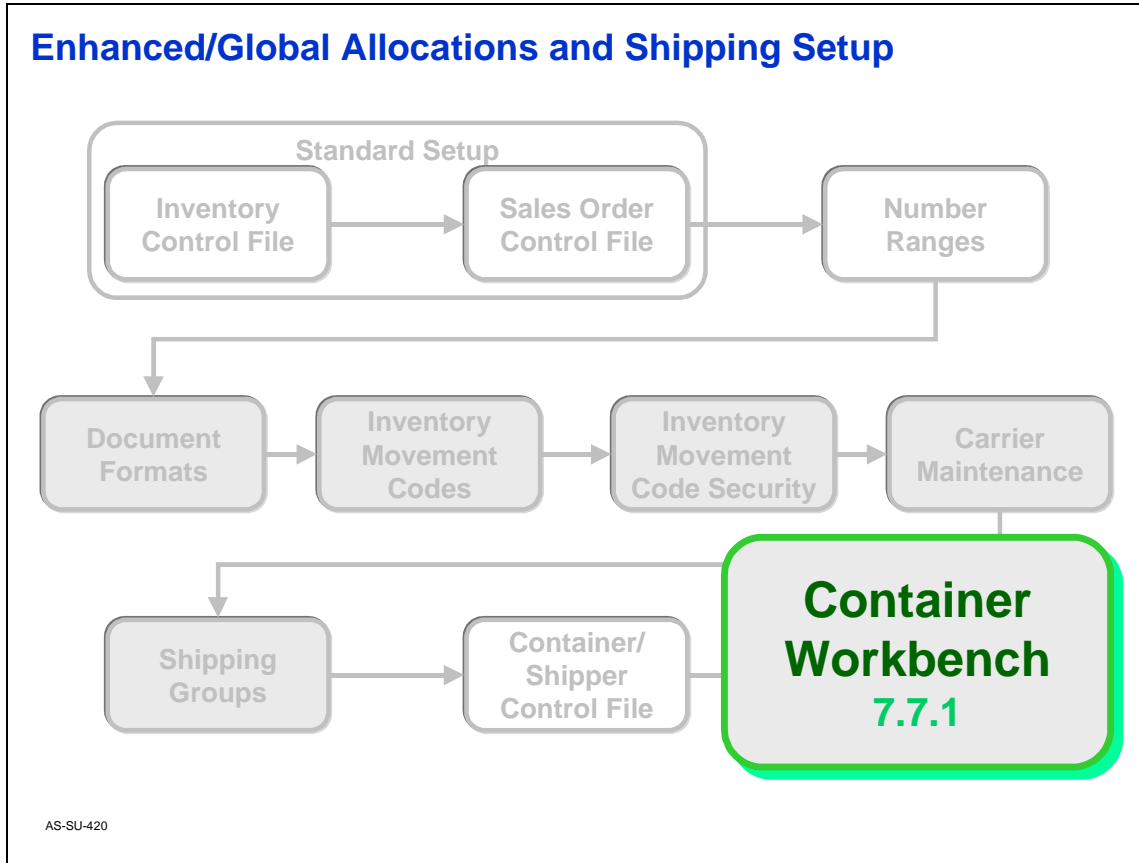 Enhanced/Global Allocations and Shipping Setup
Standard Setup
Inventory
Control File
Sales Order
Control File
Number
Ranges
Document
Formats
Inventory
Movement
Codes
Inventory
Movement
Code Security
Carrier
Maintenance
Shipping
Groups
Container/
Shipper
Control File
Container
Workbench
7.7.1
AS-SU-420